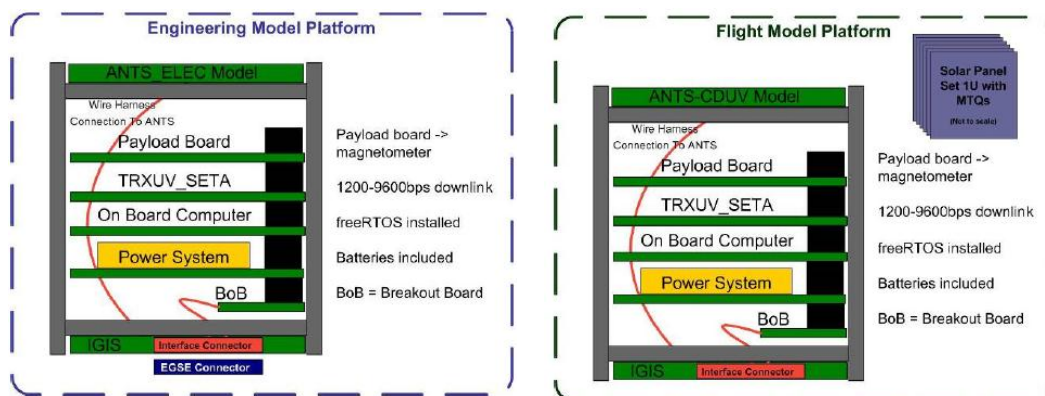 Engineering Model Platform
ANTS_ELEC Model
Wire Harness
Connection To ANTS
Payload Board
TRXUV_SETA
On Board Computer
Power System
BoB
IGIS
Interface Connector
EGSE Connector
Payload board ->
magnetometer
1200-9600bps downlink
freeRTOS installed
Batteries included
BoB = Breakout Board
Flight Model Platform
Solar Panel
Set 1U with
MTQs
(Not to scale)
ANTS-CDUV Model
Wire Harness
Connection To ANTS
Payload Board
TRXUV_SETA
On Board Computer
Power System
BoB
IGIS
Interface Connector
Payload board ->
magnetometer
1200-9600bps downlink
freeRTOS installed
Batteries included
BoB = Breakout Board